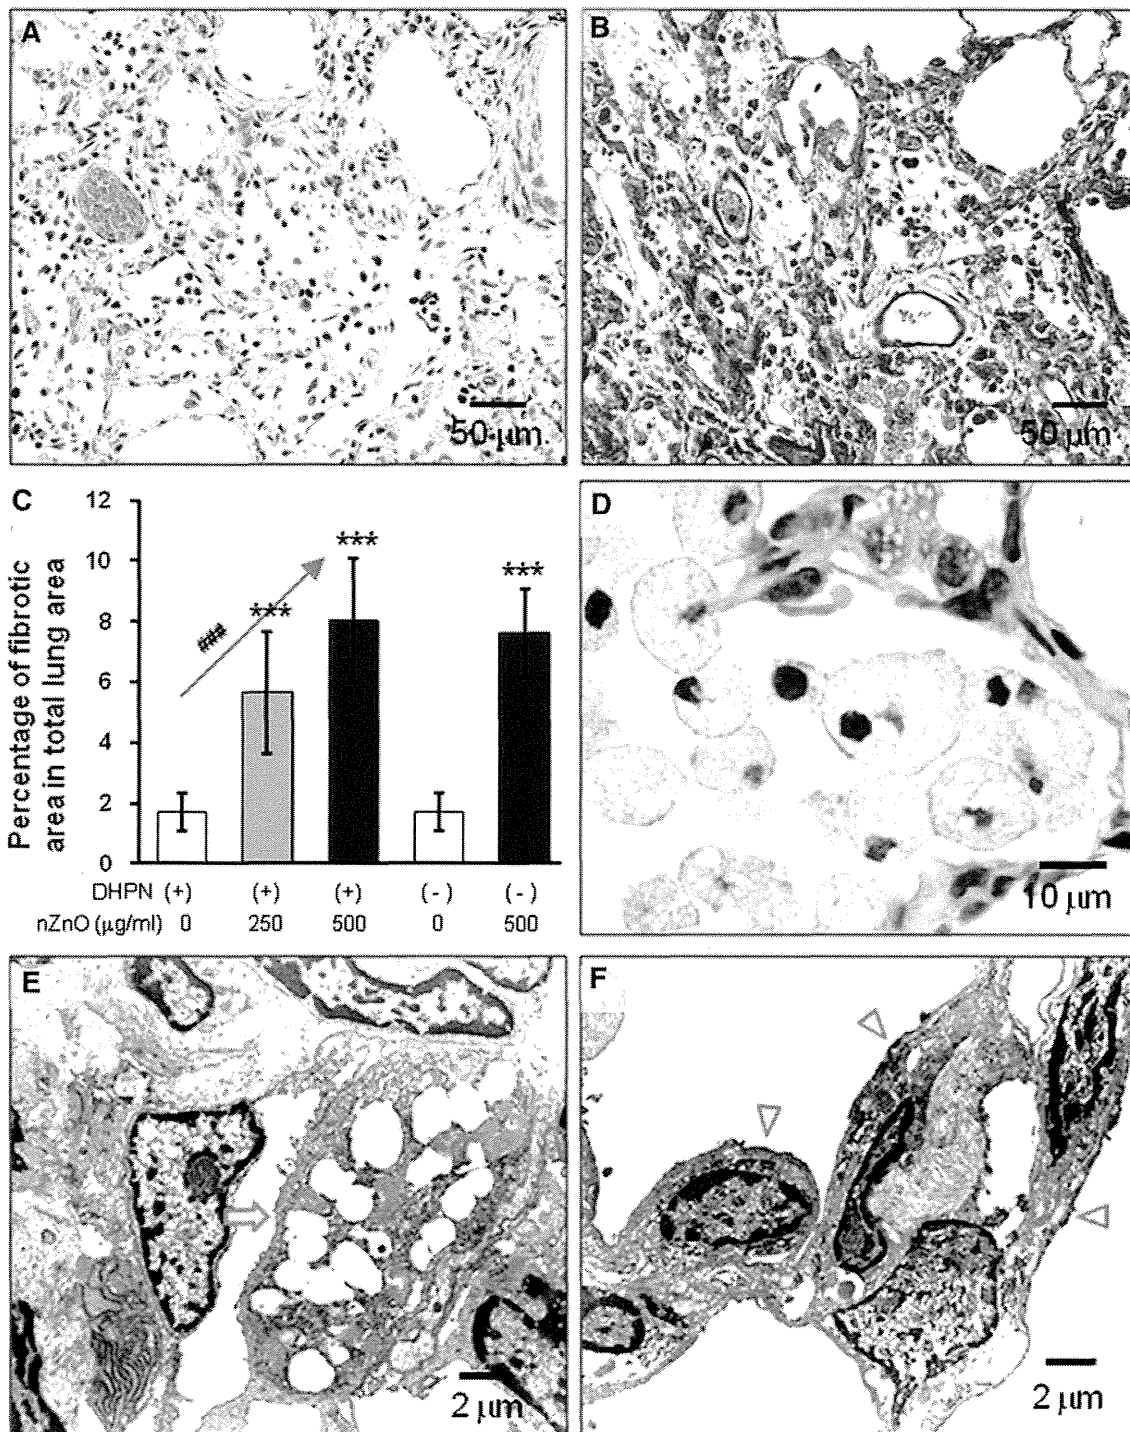 A
B
50 μm
50 μm
C
D
Percentage of fibrotic
area in total lung area
12
10
8
6
4
2
0
***
***
***
###
DHPN (+) (+) (+) (-) (-)
nZnO (μg/ml) 0 250 500 0 500
10 μm
E
F
2 μm
2 μm